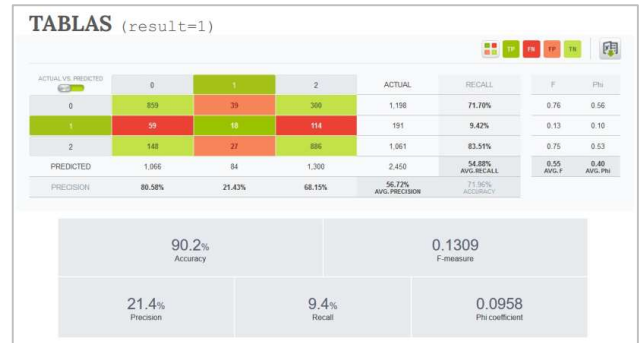 TABLAS (result=1)
TP FN FP TN
ACTUAL VS. PREDICTED 0 1 2 ACTUAL RECALL F Phi
0 859 39 300 1,198 71.70% 0.76 0.56
1 59 18 114 191 9.42% 0.13 0.10
2 148 27 886 1,061 83.51% 0.75 0.53
PREDICTED 1,066 84 1,300 2,450 54.88% AVG. RECALL 0.55 AVG. F 0.40 AVG. Phi
PRECISION 80.58% 21.43% 68.15% 56.72% AVG. PRECISION 71.96% ACCURACY
90.2% 0.1309
Accuracy F-measure
21.4% 9.4% 0.0958
Precision Recall Phi coefficient